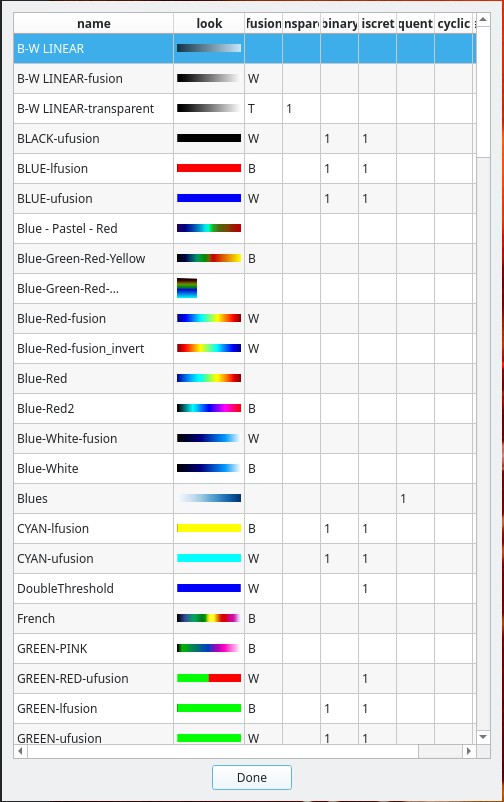 name look fusion nspar binary iscret quent cyclic
B-W LINEAR
B-W LINEAR-fusion W
B-W LINEAR-transparent T 1
BLACK-ufusion W 1 1
BLUE-lfusion B 1 1
BLUE-ufusion W 1 1
Blue - Pastel - Red
Blue-Green-Red-Yellow B
Blue-Green-Red-...
Blue-Red-fusion W
Blue-Red-fusion_invert W
Blue-Red
Blue-Red2 B
Blue-White-fusion W
Blue-White B
Blues 1
CYAN-lfusion B 1 1
CYAN-ufusion W 1 1
DoubleThreshold W 1
French B
GREEN-PINK B
GREEN-RED-ufusion W 1
GREEN-lfusion B 1 1
GREEN-ufusion W 1 1
Done